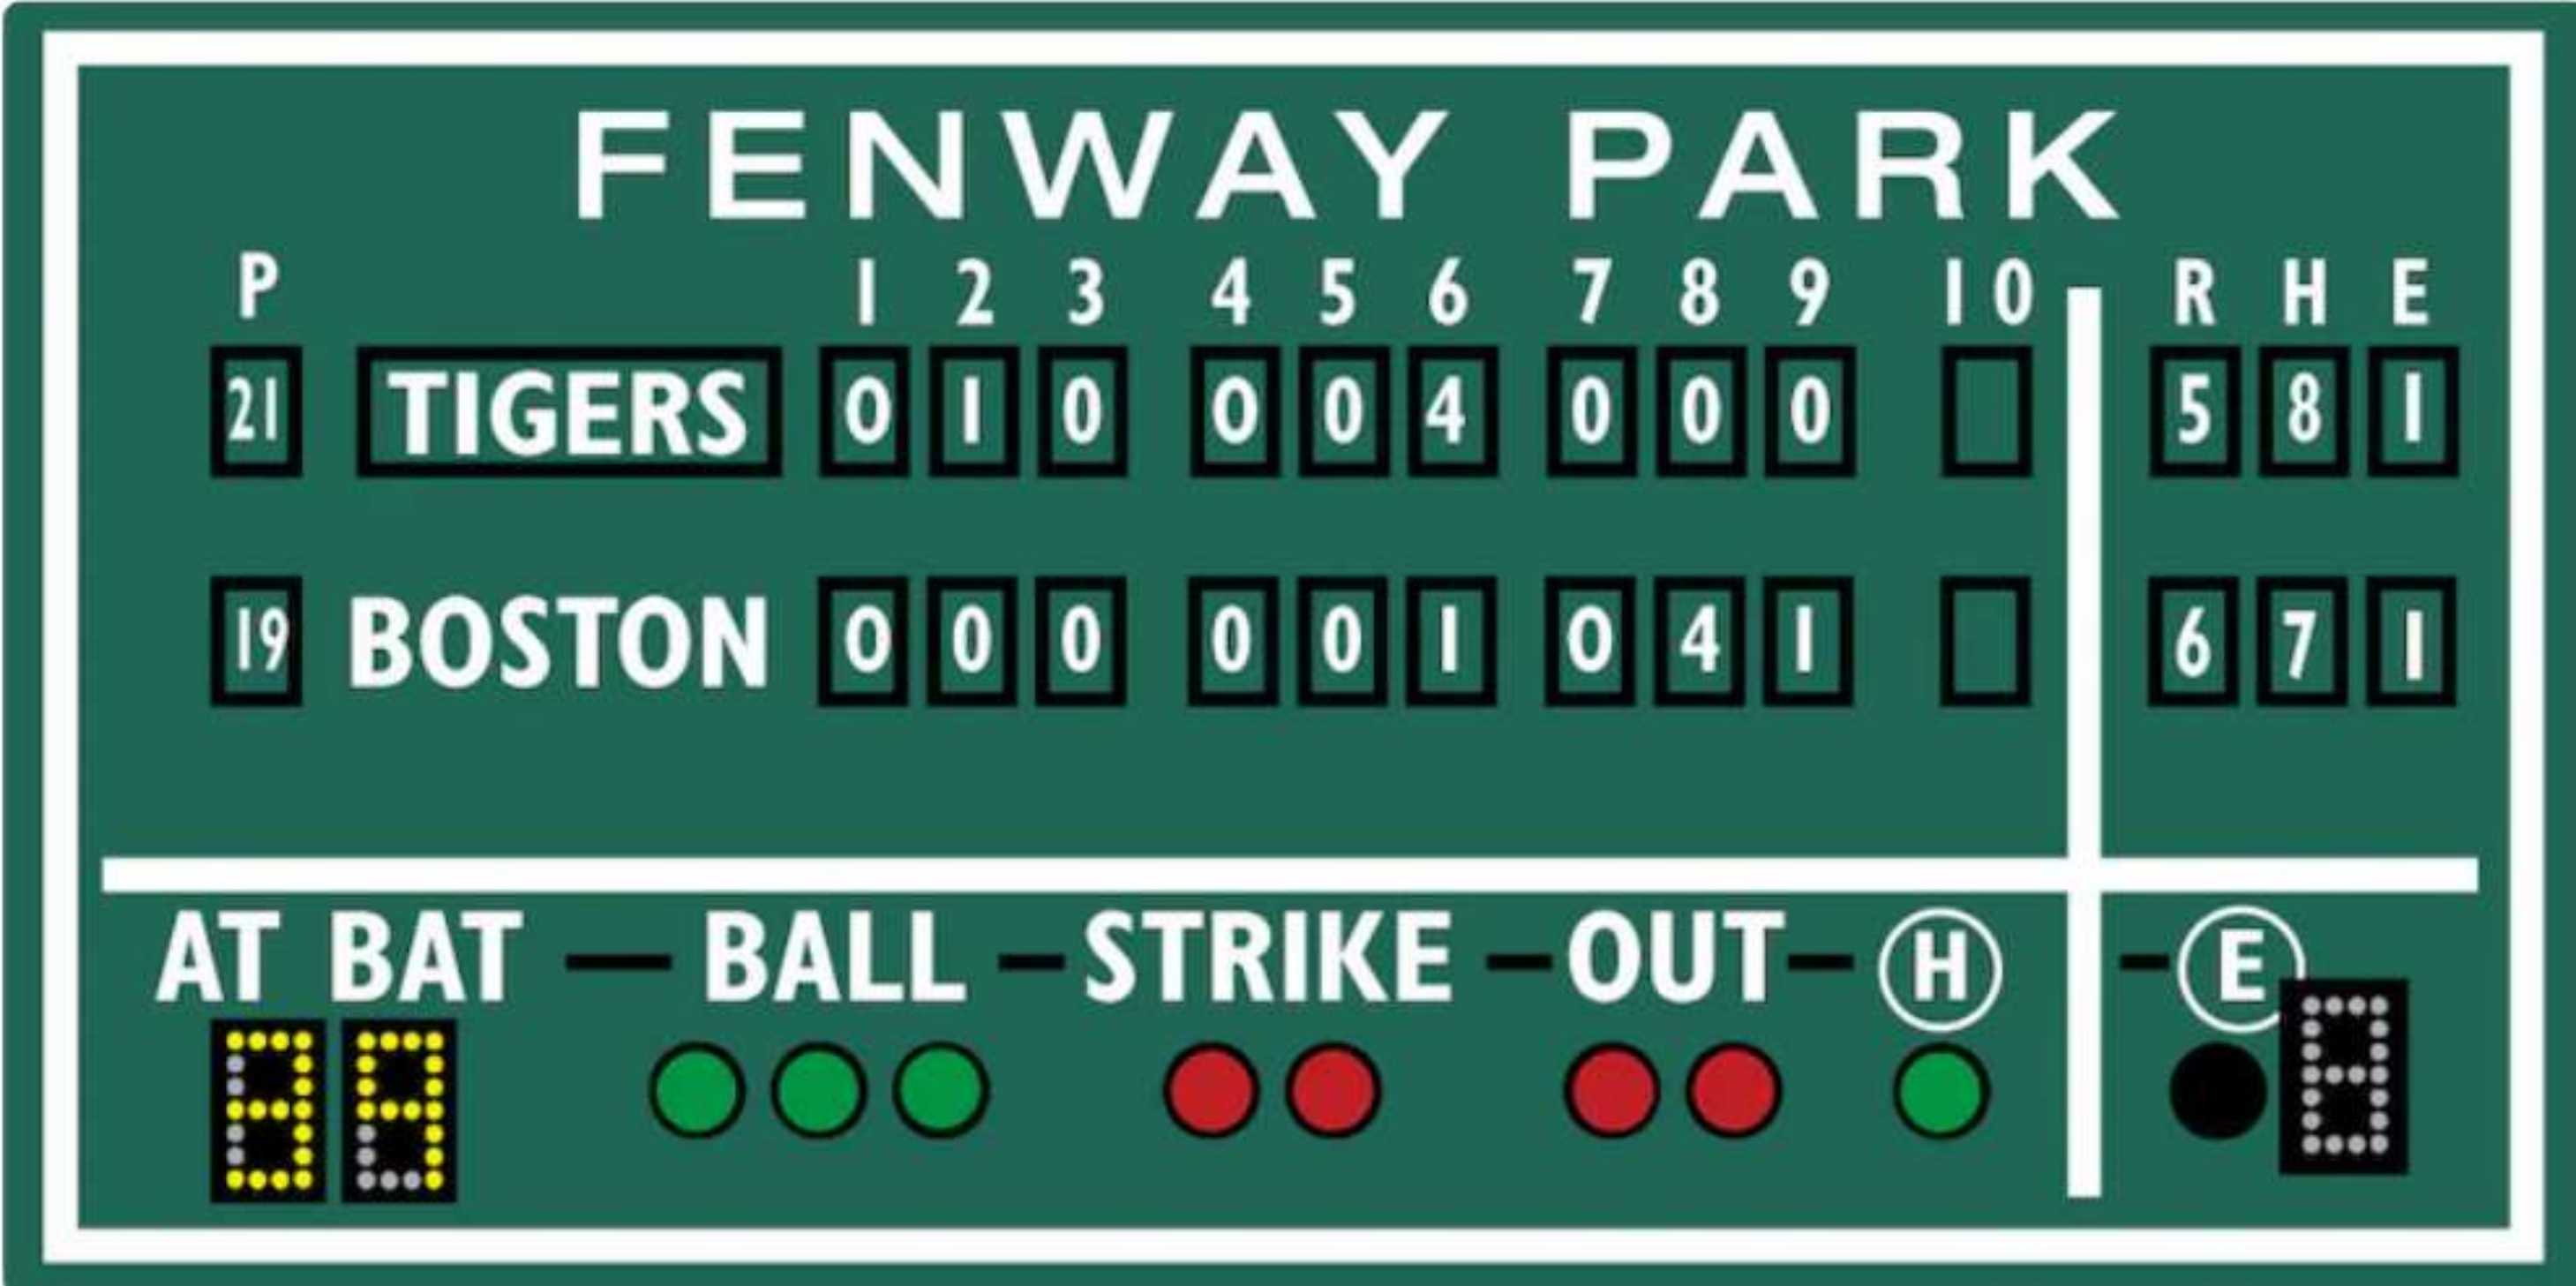 FENWAY PARK
P 1 2 3 4 5 6 7 8 9 10 R H E
21 TIGERS 0 1 0 0 0 4 0 0 0 5 8 1
19 BOSTON 0 0 0 0 0 1 0 4 1 6 7 1
AT BAT — BALL — STRIKE — OUT — H — E
39